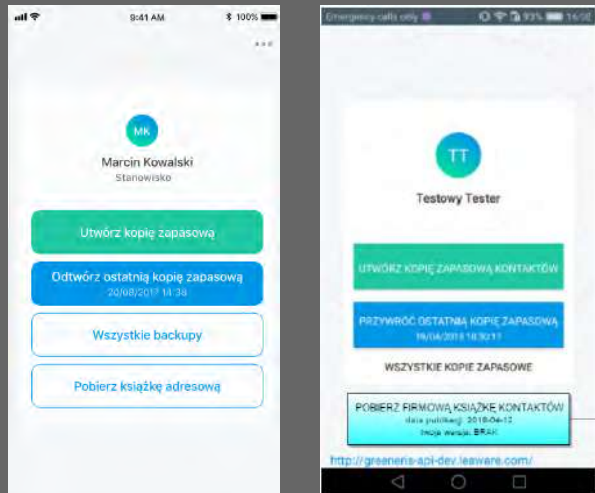 9:41 AM
100%
MK
Marcin Kowalski
Stanowisko
Utwórz kopię zapasową
Odtwórz ostatnią kopię zapasową
20/08/2017 14:38
Wszystkie backupy
Pobierz książkę adresową
Emergency calls only
93%
TT
Testowy Tester
UTWÓRZ KOPIĘ ZAPASOWĄ KONTAKTÓW
PRZYWRÓĆ OSTATNIĄ KOPIĘ ZAPASOWĄ
WSZYSTKIE KOPIE ZAPASOWE
POBIERZ FIRMOWĄ KSIĄŻKĘ KONTAKTÓW
data publikacji: 2018-04-12
twoja wersja: BRAK
http://greeneris-api-dev.leaware.com/